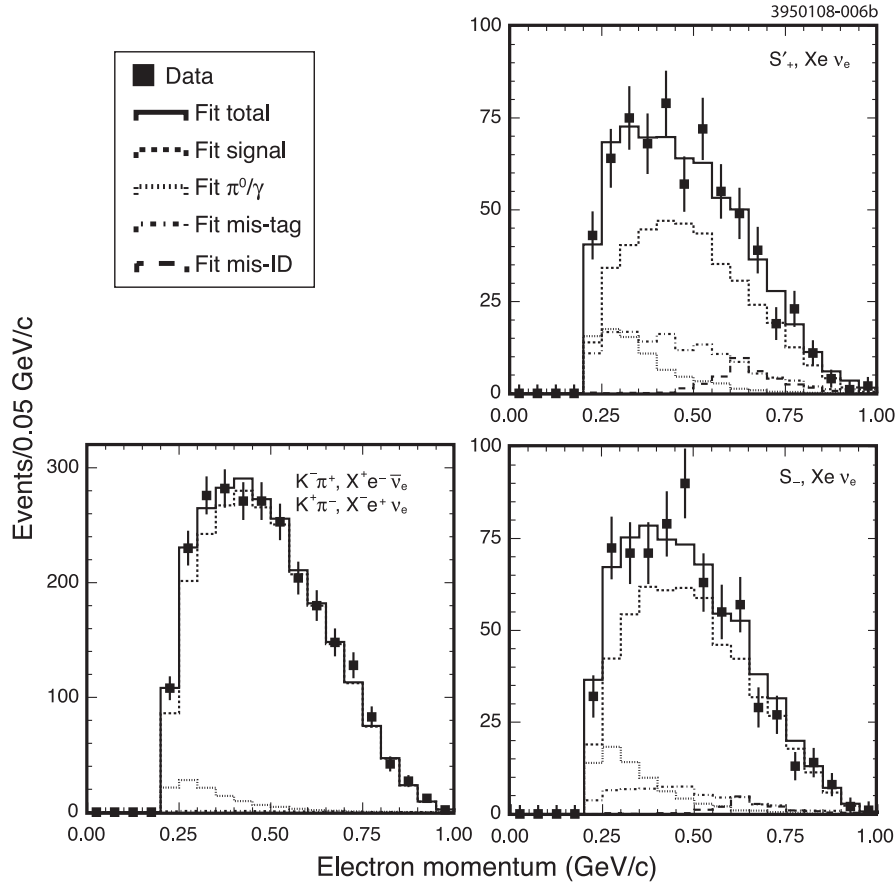 3950108-006b
Data
Fit total
Fit signal
Fit π⁰/γ
Fit mis-tag
Fit mis-ID
100
75
50
25
0
S′₊, Xe νₑ
0.00 0.25 0.50 0.75 1.00
Events/0.05 GeV/c
300
200
100
0
K⁻π⁺, X⁺e⁻ ν̅ₑ
K⁺π⁻, X⁻e⁺ νₑ
0.00 0.25 0.50 0.75 1.00
100
75
50
25
0
S₋, Xe νₑ
0.00 0.25 0.50 0.75 1.00
Electron momentum (GeV/c)